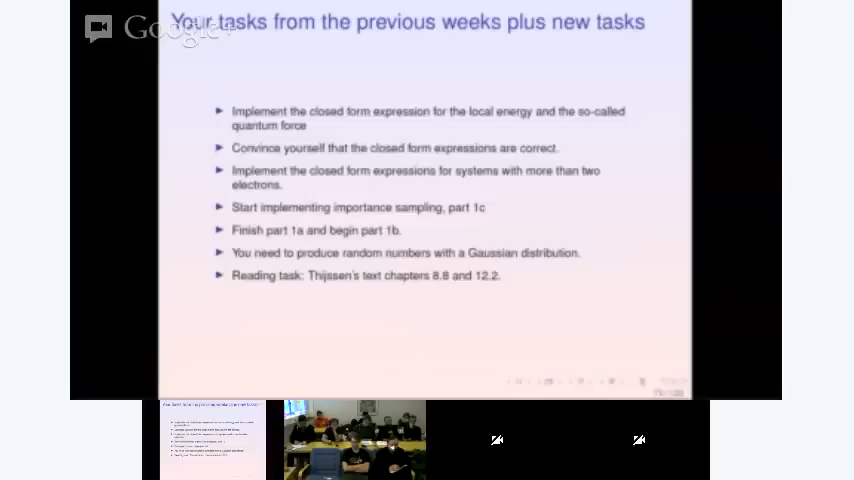 Your tasks from the previous weeks plus new tasks
Google+
Implement the closed form expression for the local energy and the so-called
quantum force
Convince yourself that the closed form expressions are correct.
Implement the closed form expressions for systems with more than two
electrons.
Start implementing importance sampling, part 1c
Finish part 1a and begin part 1b.
You need to produce random numbers with a Gaussian distribution.
Reading task: Thijssen's text chapters 8.8 and 12.2.